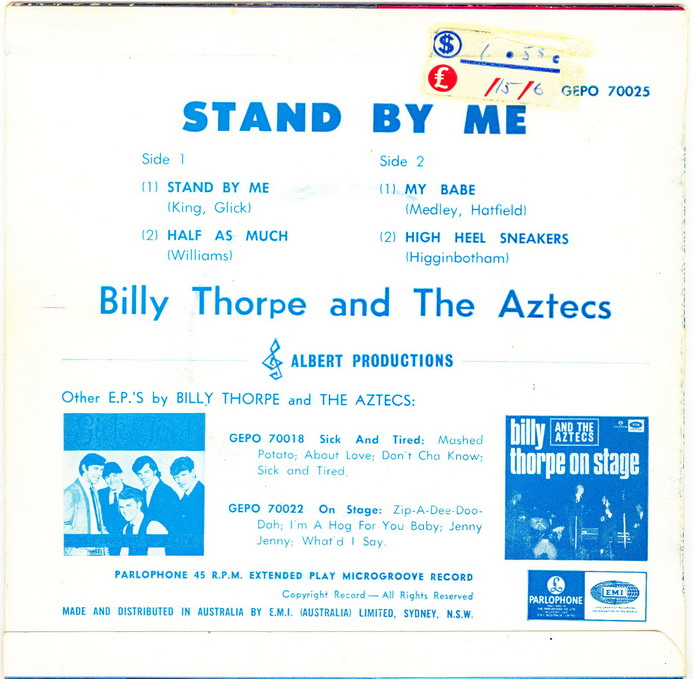 $ 1.55c
£ /15/6
GEPO 70025
STAND BY ME
Side 1
(1) STAND BY ME
(King, Glick)
(2) HALF AS MUCH
(Williams)
Side 2
(1) MY BABE
(Medley, Hatfield)
(2) HIGH HEEL SNEAKERS
(Higginbotham)
Billy Thorpe and The Aztecs
ALBERT PRODUCTIONS
Other E.P.'S by BILLY THORPE and THE AZTECS:
GEPO 70018 Sick And Tired: Mashed
Potato; About Love; Don't Cha Know;
Sick and Tired.
GEPO 70022 On Stage: Zip-A-Dee-Doo-
Dah; I'm A Hog For You Baby; Jenny
Jenny; What'd I Say.
billy AND THE
AZTECS
thorpe on stage
PARLOPHONE 45 R.P.M. EXTENDED PLAY MICROGROOVE RECORD
Copyright Record — All Rights Reserved
MADE AND DISTRIBUTED IN AUSTRALIA BY E.M.I. (AUSTRALIA) LIMITED, SYDNEY, N.S.W.
PARLOPHONE
EMI